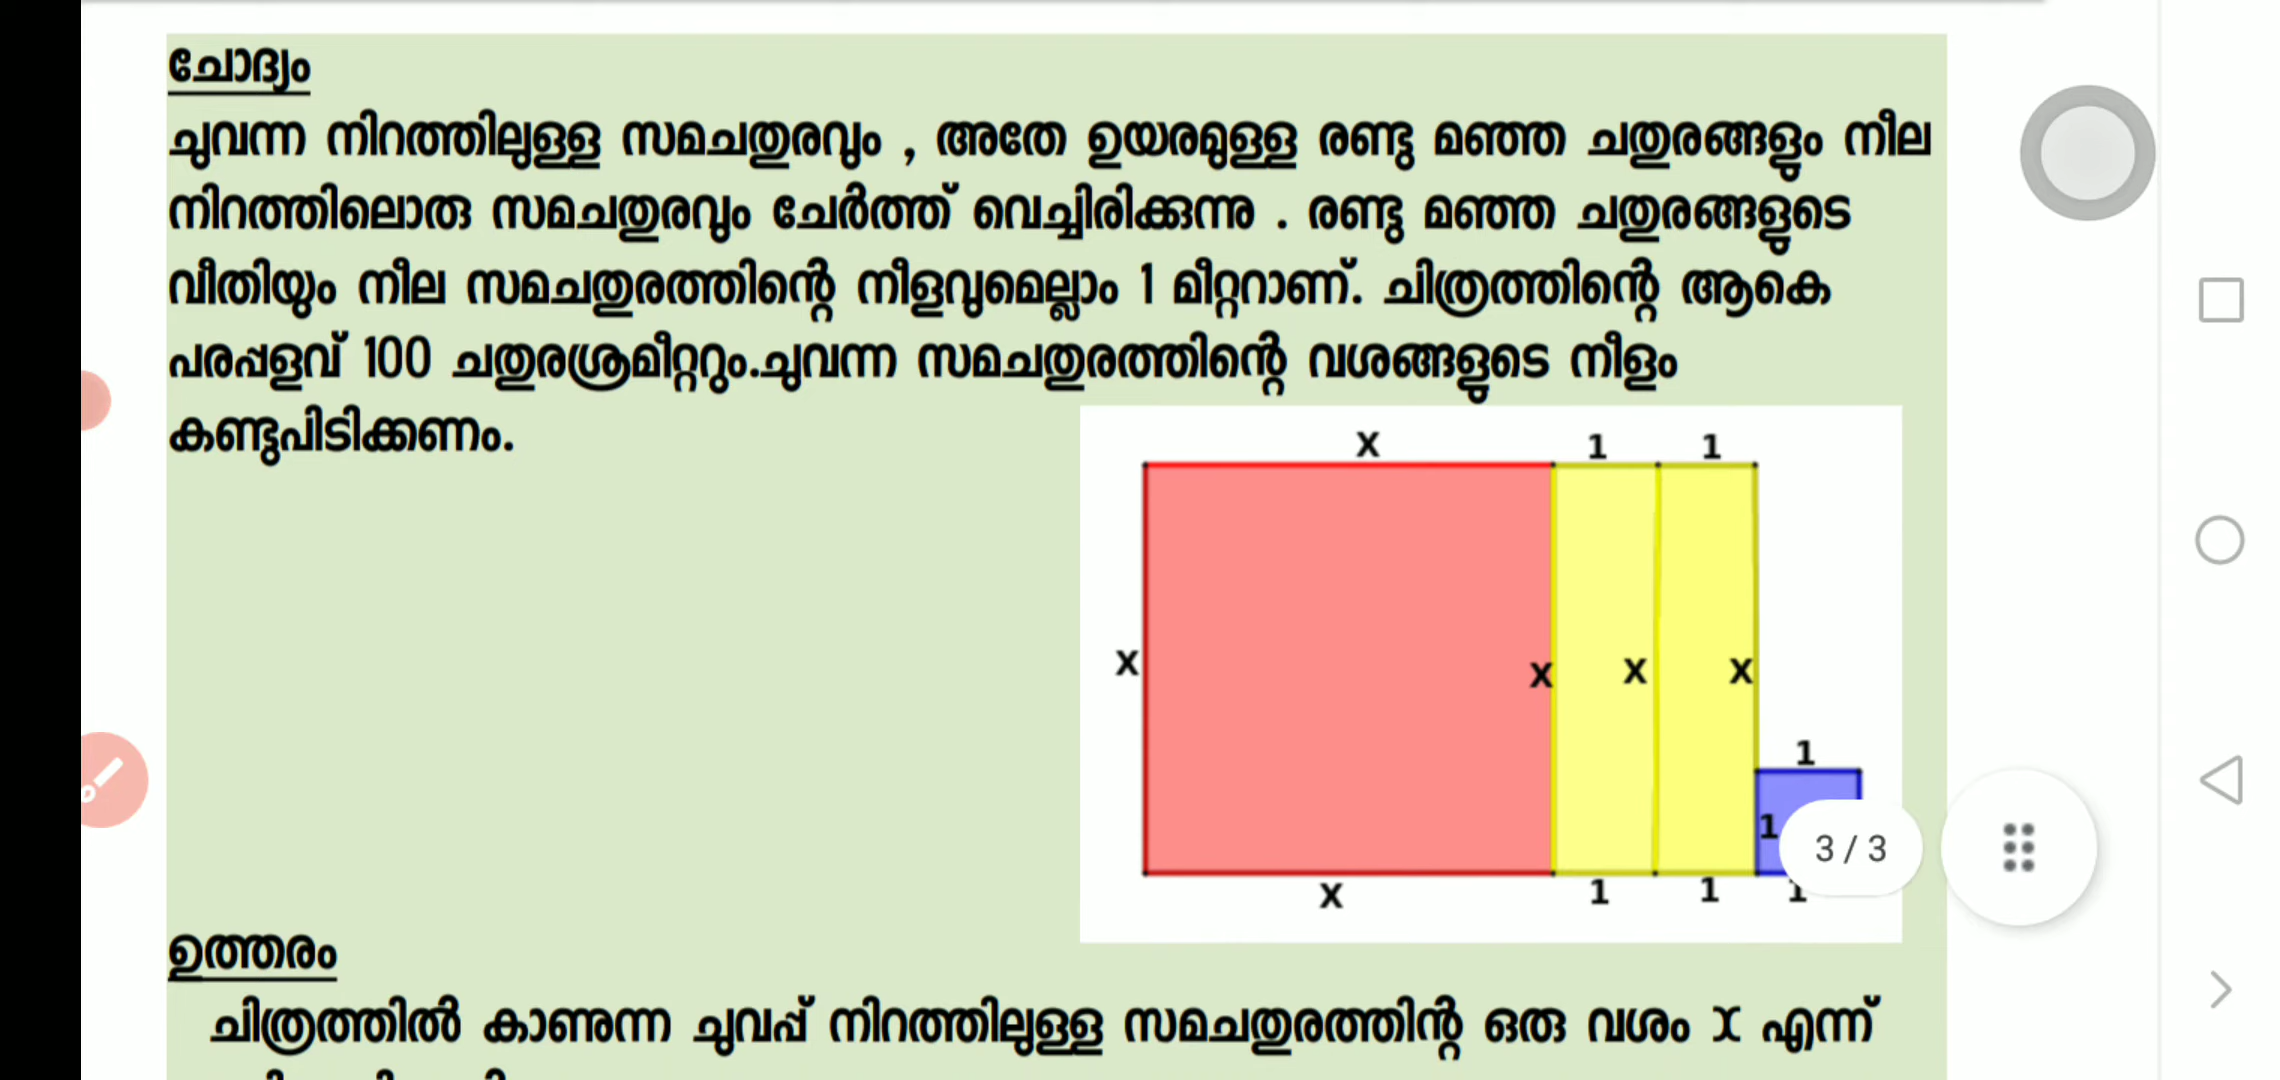 ചോദ്യം
ചുവന്ന നിറത്തിലുള്ള സമചതുരവും , അതേ ഉയരമുള്ള രണ്ടു മഞ്ഞ ചതുരങ്ങളും നീല
നിറത്തിലൊരു സമചതുരവും ചേർത്ത് വെച്ചിരിക്കുന്നു . രണ്ടു മഞ്ഞ ചതുരങ്ങളുടെ
വീതിയും നീല സമചതുരത്തിന്റെ നീളവുമെല്ലാം 1 മീറ്ററാണ്. ചിത്രത്തിന്റെ ആകെ
പരപ്പളവ് 100 ചതുരശ്രമീറ്ററും.ചുവന്ന സമചതുരത്തിന്റെ വശങ്ങളുടെ നീളം
കണ്ടുപിടിക്കണം.
x 1 1
x x x x
1
1
3 / 3
x 1 1 1
ഉത്തരം
ചിത്രത്തിൽ കാണുന്ന ചുവപ്പ് നിറത്തിലുള്ള സമചതുരത്തിന്റ ഒരു വശം x എന്ന്